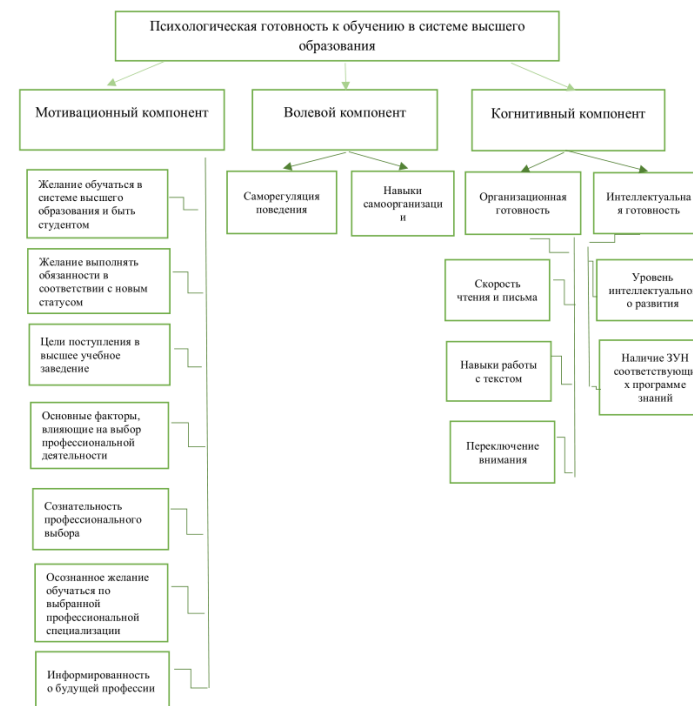 Психологическая готовность к обучению в системе высшего
образования
Мотивационный компонент
Волевой компонент
Когнитивный компонент
Желание обучаться в
системе высшего
образования и быть
студентом
Желание выполнять
обязанности в
соответствии с новым
статусом
Цели поступления в
высшее учебное
заведение
Основные факторы,
влияющие на выбор
профессиональной
деятельности
Сознательность
профессионального
выбора
Осознанное желание
обучаться по
выбранной
профессиональной
специализации
Информированность
о будущей профессии
Саморегуляция
поведения
Навыки
самоорганизаци
и
Организационная
готовность
Скорость
чтения и письма
Навыки работы
с текстом
Переключение
внимания
Интеллектуальна
я готовность
Уровень
интеллектуальног
о развития
Наличие ЗУН
соответствующи
х программе
знаний